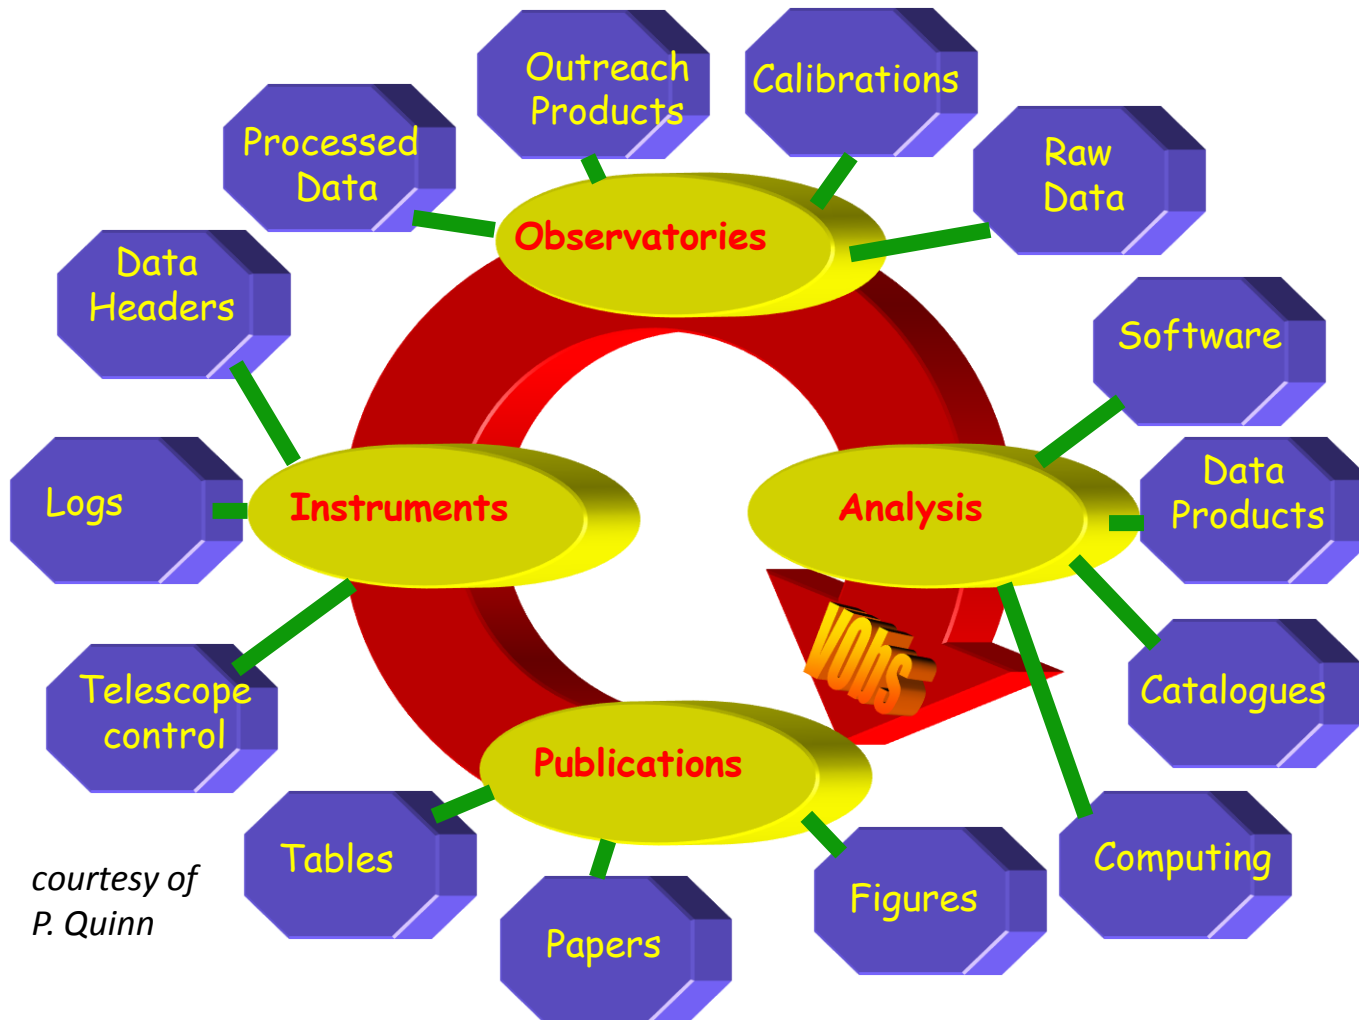 Outreach
Products
Calibrations
Processed
Data
Raw
Data
Observatories
Data
Headers
Software
Logs
Instruments
Analysis
Data
Products
VObs
Telescope
control
Catalogues
Publications
Tables
Computing
Figures
Papers
courtesy of
P. Quinn